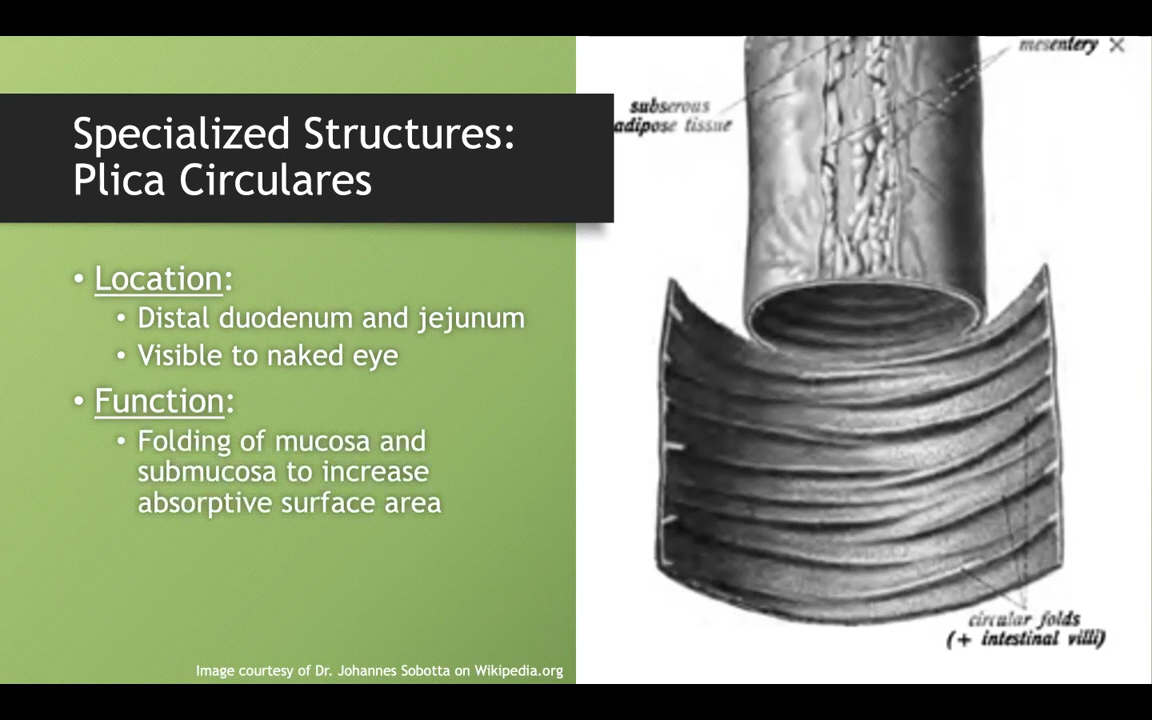 Specialized Structures:
Plica Circulares
• Location:
• Distal duodenum and jejunum
• Visible to naked eye
• Function:
• Folding of mucosa and
submucosa to increase
absorptive surface area
Image courtesy of Dr. Johannes Sobotta on Wikipedia.org
mesentery
subserous
adipose tissue
circular folds
(+ intestinal villi)